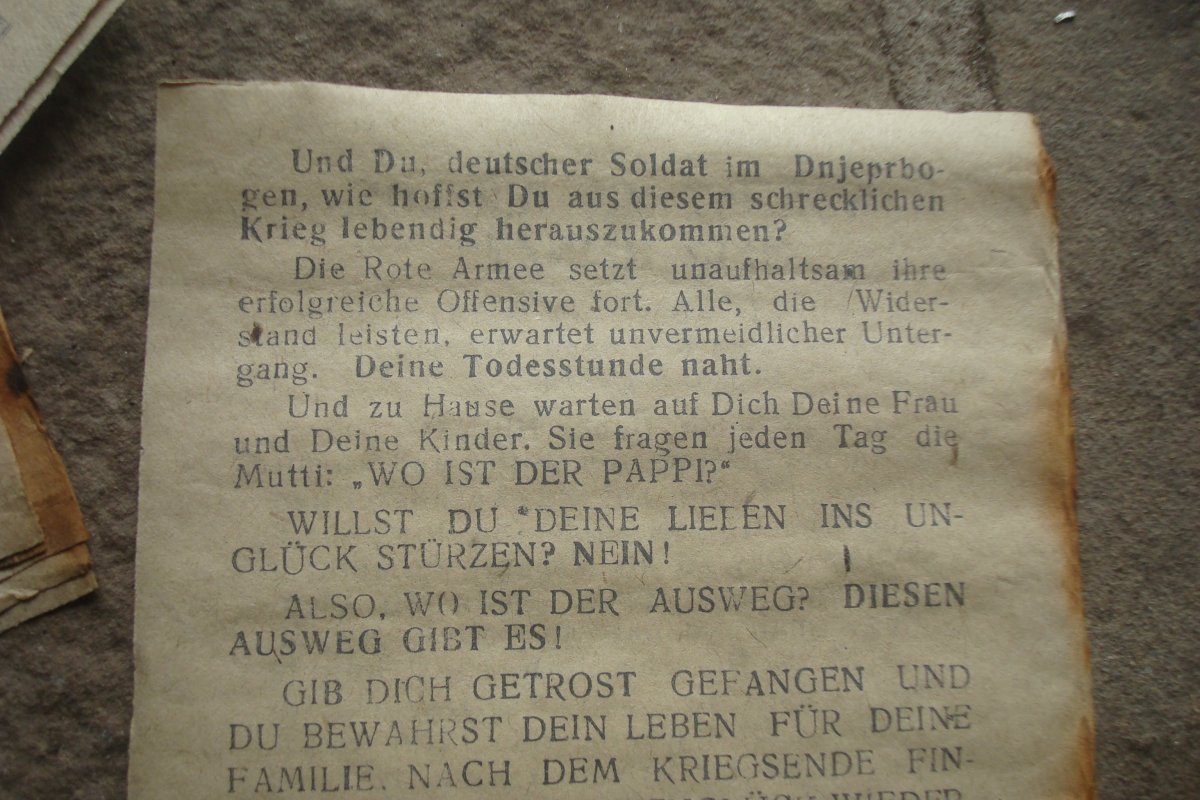 Und Du, deutscher Soldat im Dnjeprbo-
gen, wie hoffst Du aus diesem schrecklichen
Krieg lebendig herauszukommen?
Die Rote Armee setzt unaufhaltsam ihre
erfolgreiche Offensive fort. Alle, die Wider-
stand leisten, erwartet unvermeidlicher Unter-
gang. Deine Todesstunde naht.
Und zu Hause warten auf Dich Deine Frau
und Deine Kinder. Sie fragen jeden Tag die
Mutti: „WO IST DER PAPPI?“
WILLST DU DEINE LIEBEN INS UN-
GLÜCK STÜRZEN? NEIN!
ALSO, WO IST DER AUSWEG? DIESEN
AUSWEG GIBT ES!
GIB DICH GETROST GEFANGEN UND
DU BEWAHRST DEIN LEBEN FÜR DEINE
FAMILIE. NACH DEM KRIEGSENDE FIN-
WIEDER